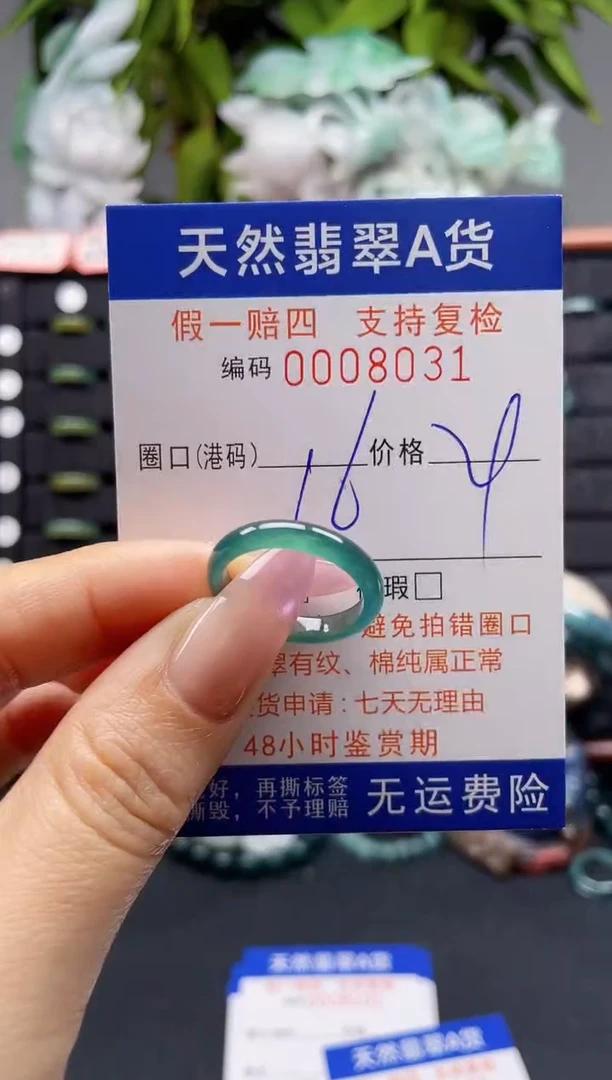 天然翡翠A货
假一赔四 支持复检
编码 0008031
圈口(港码) 16 价格 4
瑕□
避免拍错圈口
翠有纹、棉纯属正常
货申请:七天无理由
48小时鉴赏期
好，再撕标签
撕毁，不予理赔
无运费险
天然翡翠A货
天然翡翠A货